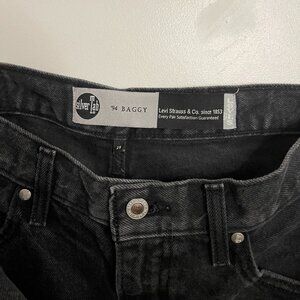 silver tab
'94 BAGGY
Levi Strauss & Co. since 1853
Every Pair Satisfaction Guaranteed